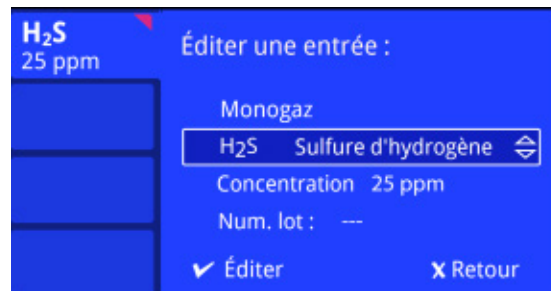 H₂S
25 ppm
Éditer une entrée :
Monogaz
H₂S Sulfure d'hydrogène
Concentration 25 ppm
Num. lot : ---
✔ Éditer
x Retour